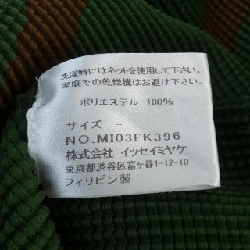 洗濯時にはネットを使用して下さい。
家庭での乾燥機はお避け下さい。
ポリエステル 100%
サイズ -
NO.MI03FK396
株式会社 イッセイミヤケ
東京都渋谷区富ヶ谷1-12-10
フィリピン製